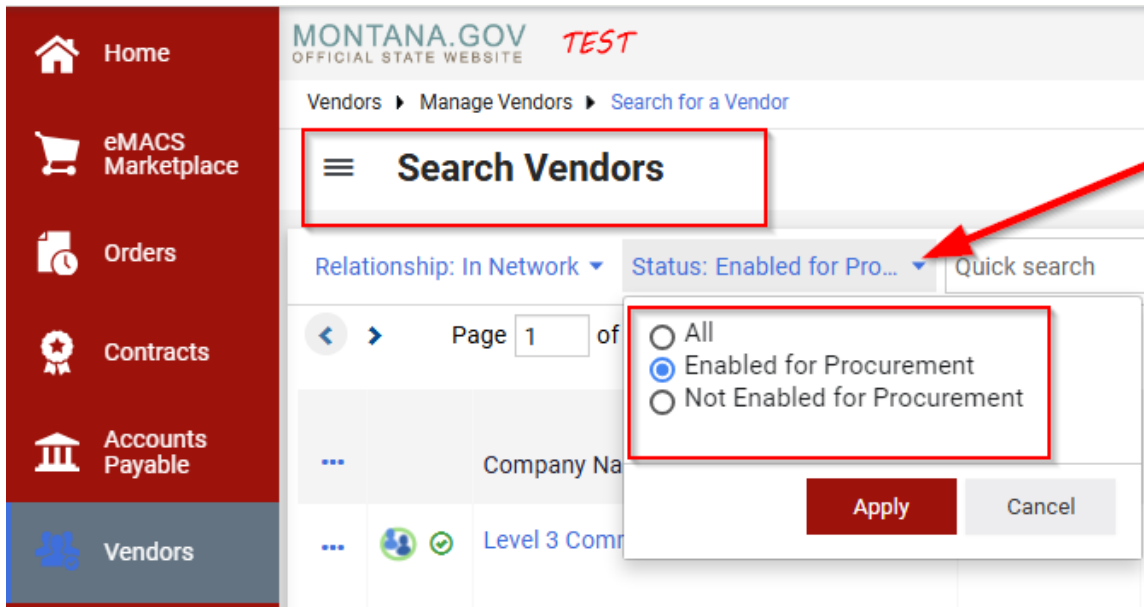 Home
eMACS
Marketplace
Orders
Contracts
Accounts
Payable
Vendors
MONTANA.GOV
OFFICIAL STATE WEBSITE
TEST
Vendors Manage Vendors Search for a Vendor
Search Vendors
Relationship: In Network Status: Enabled for Pro... Quick search
Page 1 of
All
Enabled for Procurement
Not Enabled for Procurement
Company Na
Apply Cancel
Level 3 Comm